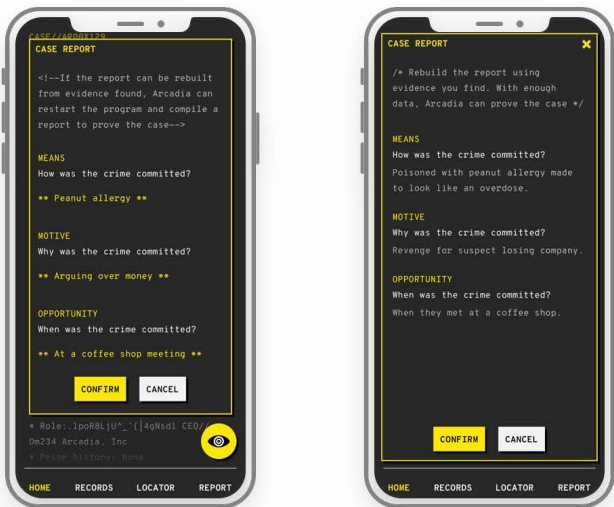 CASE//AR00X129
CASE REPORT
<!--If the report can be rebuilt
from evidence found, Arcadia can
restart the program and compile a
report to prove the case-->
MEANS
How was the crime committed?
** Peanut allergy **
MOTIVE
Why was the crime committed?
** Arguing over money **
OPPORTUNITY
When was the crime committed?
** At a coffee shop meeting **
CONFIRM
CANCEL
* Role:.
CEO//
Dm234 Arcadia, Inc
* Prior history: None
HOME RECORDS LOCATOR REPORT
CASE REPORT
/* Rebuild the report using
evidence you find. With enough
data, Arcadia can prove the case */
MEANS
How was the crime committed?
Poisoned with peanut allergy made
to look like an overdose.
MOTIVE
Why was the crime committed?
Revenge for suspect losing company.
OPPORTUNITY
When was the crime committed?
When they met at a coffee shop.
CONFIRM
CANCEL
HOME RECORDS LOCATOR REPORT